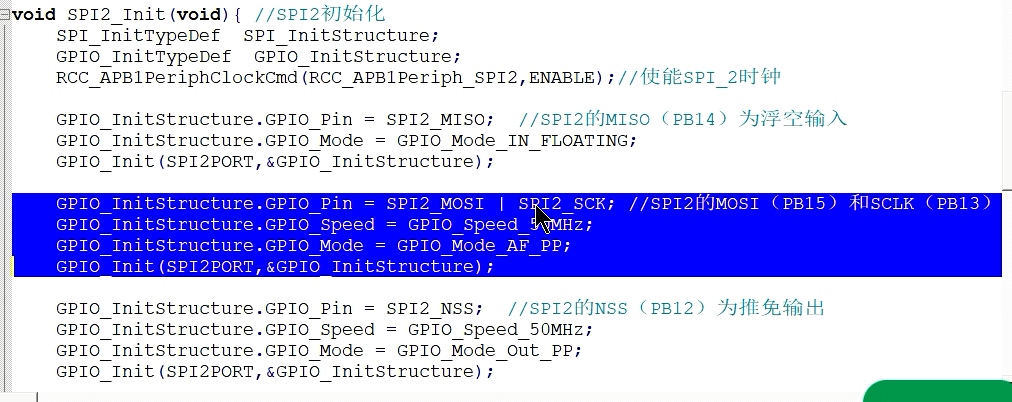 void SPI2_Init(void){ //SPI2初始化
SPI_InitTypeDef  SPI_InitStructure;
GPIO_InitTypeDef  GPIO_InitStructure;
RCC_APB1PeriphClockCmd(RCC_APB1Periph_SPI2,ENABLE);//使能SPI_2时钟
GPIO_InitStructure.GPIO_Pin = SPI2_MISO;  //SPI2的MISO（PB14）为浮空输入
GPIO_InitStructure.GPIO_Mode = GPIO_Mode_IN_FLOATING;
GPIO_Init(SPI2PORT,&GPIO_InitStructure);
GPIO_InitStructure.GPIO_Pin = SPI2_MOSI | SPI2_SCK; //SPI2的MOSI（PB15）和SCLK（PB13）
GPIO_InitStructure.GPIO_Speed = GPIO_Speed_50MHz;
GPIO_InitStructure.GPIO_Mode = GPIO_Mode_AF_PP;
GPIO_Init(SPI2PORT,&GPIO_InitStructure);
GPIO_InitStructure.GPIO_Pin = SPI2_NSS;  //SPI2的NSS（PB12）为推免输出
GPIO_InitStructure.GPIO_Speed = GPIO_Speed_50MHz;
GPIO_InitStructure.GPIO_Mode = GPIO_Mode_Out_PP;
GPIO_Init(SPI2PORT,&GPIO_InitStructure);